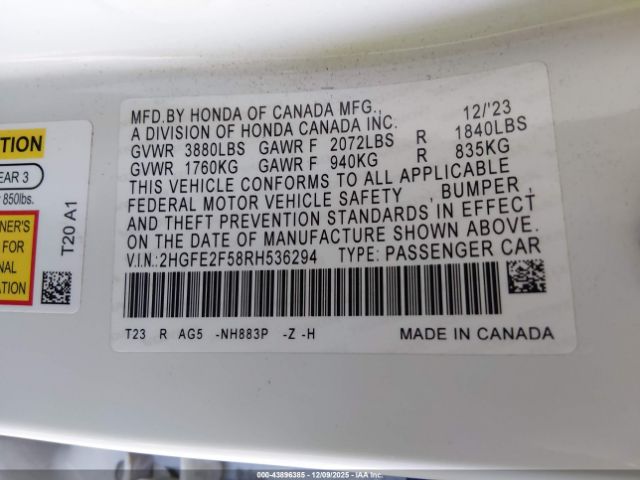 MFD.BY HONDA OF CANADA MFG., 12/'23
A DIVISION OF HONDA CANADA INC.
GVWR 3880LBS GAWR F 2072LBS R 1840LBS
GVWR 1760KG GAWR F 940KG R 835KG
THIS VEHICLE CONFORMS TO ALL APPLICABLE
FEDERAL MOTOR VEHICLE SAFETY , BUMPER ,
AND THEFT PREVENTION STANDARDS IN EFFECT
ON THE DATE OF MANUFACTURE SHOWN ABOVE.
V.I.N.:2HGFE2F58RH536294 TYPE: PASSENGER CAR
T23 R AG5 -NH883P -Z -H MADE IN CANADA
TION
EAR 3
850lbs.
NER'S
FOR
NAL
ATION
T20 A1
000-43896385 - 12/09/2025 - IAAI.com